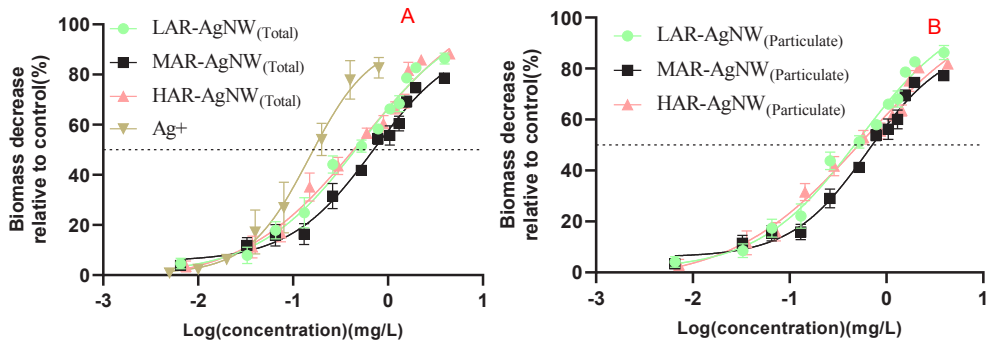 A
LAR-AgNW(Total)
MAR-AgNW(Total)
HAR-AgNW(Total)
Ag+
Biomass decrease
relative to control(%)
100
80
60
40
20
0
-3
-2
-1
0
1
Log(concentration)(mg/L)
B
LAR-AgNW(Particulate)
MAR-AgNW(Particulate)
HAR-AgNW(Particulate)
Biomass decrease
relative to control(%)
100
80
60
40
20
0
-3
-2
-1
0
1
Log(concentration)(mg/L)